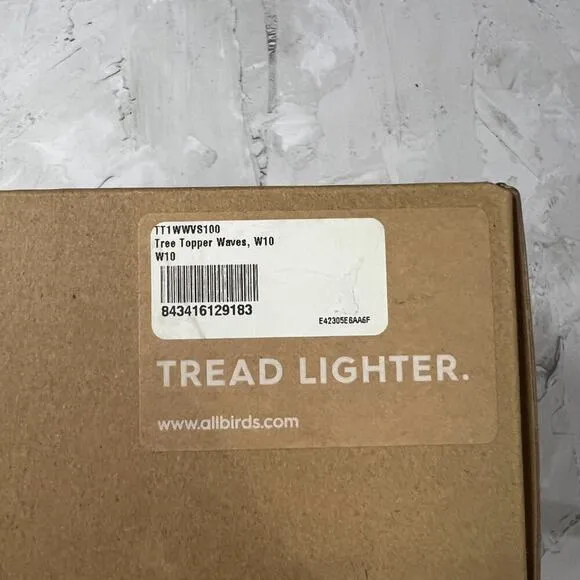 TT1WWVS100
Tree Topper Waves, W10
W10
843416129183
E42305E8AA6F
TREAD LIGHTER.
www.allbirds.com